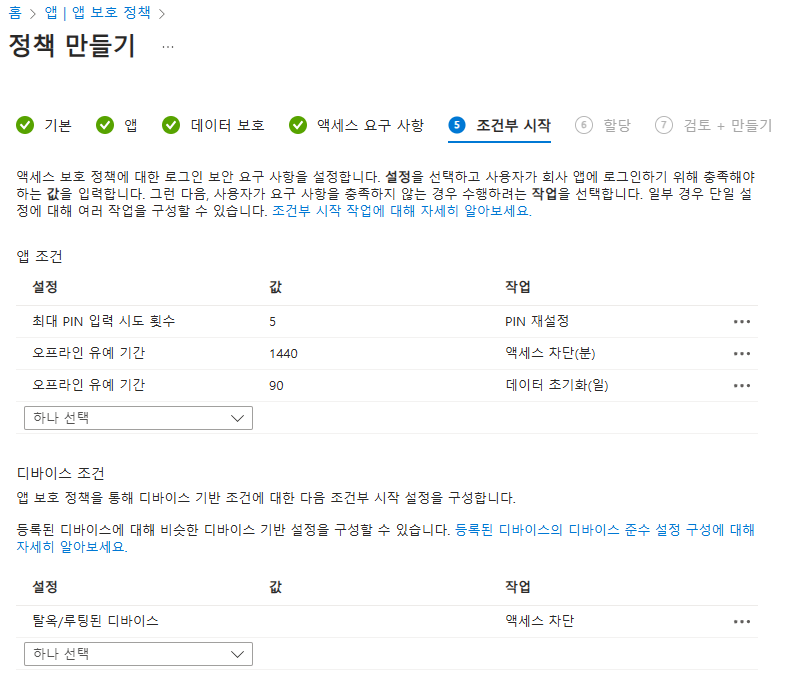 홈 > 앱 | 앱 보호 정책 >
정책 만들기 ...
기본 앱 데이터 보호 액세스 요구 사항 5 조건부 시작 6 할당 7 검토 + 만들기
액세스 보호 정책에 대한 로그인 보안 요구 사항을 설정합니다. 설정을 선택하고 사용자가 회사 앱에 로그인하기 위해 충족해야
하는 값을 입력합니다. 그런 다음, 사용자가 요구 사항을 충족하지 않는 경우 수행하려는 작업을 선택합니다. 일부 경우 단일 설
정에 대해 여러 작업을 구성할 수 있습니다. 조건부 시작 작업에 대해 자세히 알아보세요.
앱 조건
설정 값 작업
최대 PIN 입력 시도 횟수 5 PIN 재설정 •••
오프라인 유예 기간 1440 액세스 차단(분) •••
오프라인 유예 기간 90 데이터 초기화(일) •••
하나 선택
디바이스 조건
앱 보호 정책을 통해 디바이스 기반 조건에 대한 다음 조건부 시작 설정을 구성합니다.
등록된 디바이스에 대해 비슷한 디바이스 기반 설정을 구성할 수 있습니다. 등록된 디바이스의 디바이스 준수 설정 구성에 대해
자세히 알아보세요.
설정 값 작업
탈옥/루팅된 디바이스 액세스 차단 •••
하나 선택